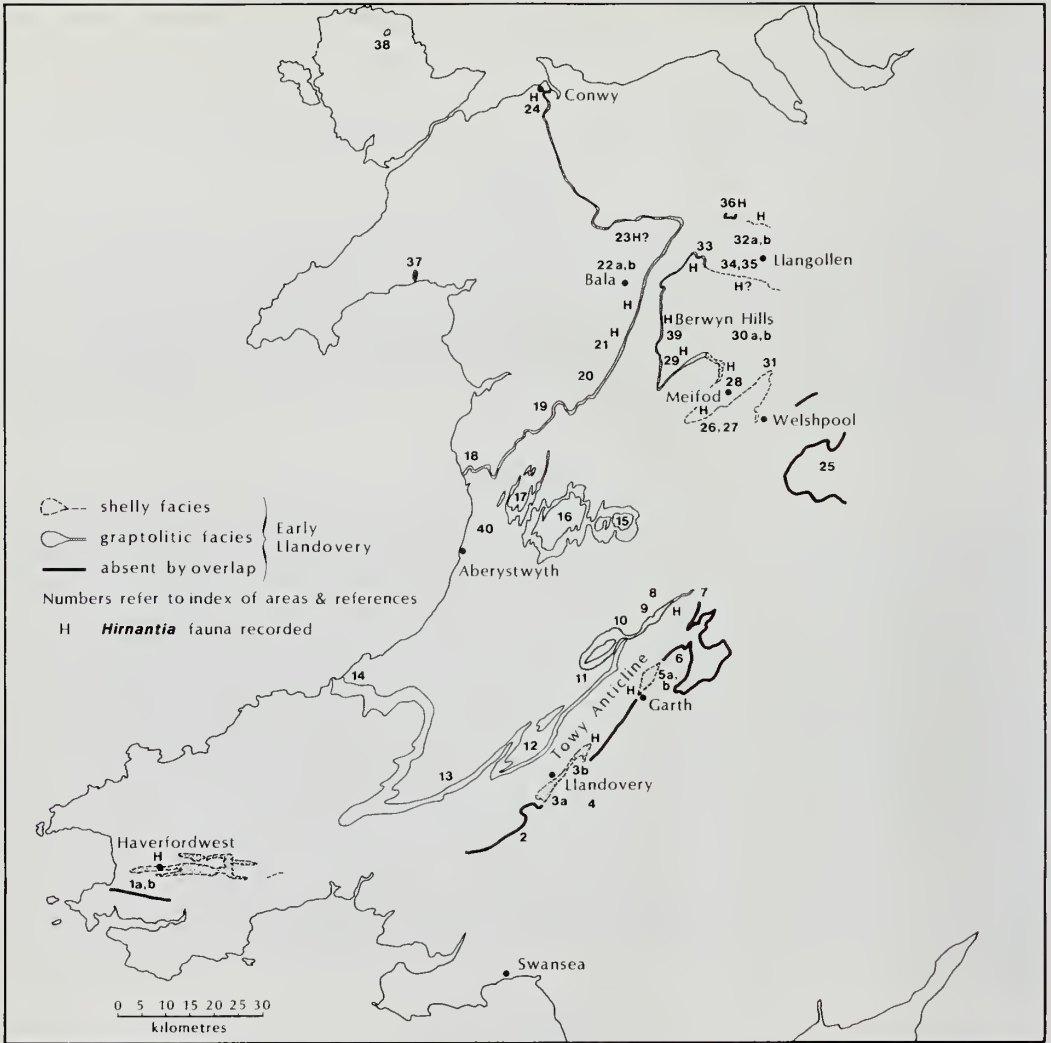 38
H
24
Conwy
36H
H
23H?
33
32a,b
37
22a,b
H
34,35
Llangollen
Bala
H?
H
H
Berwyn Hills
39
30a,b
H
21
H
29
H
31
20
28
Meifod
19
H
Welshpool
26,27
18
25
17
shelly facies
16
15
graptolitic facies
Early
Llandovery
40
absent by overlap
Aberystwyth
Numbers refer to index of areas & references
H Hirnantia fauna recorded
8
7
9
H
10
6
14
11
5a,
b
H
Garth
Towy Anticline
12
H
13
3b
Llandovery
3a
4
2
Haverfordwest
H
1a,b
Swansea
0 5 10 15 20 25 30
kilometres